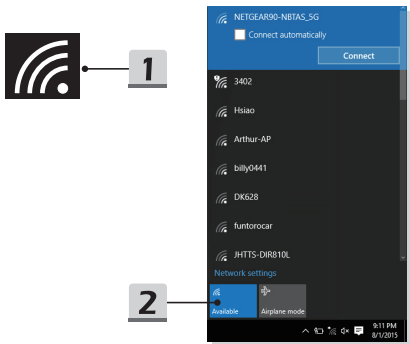 NETGEAR90-NBTAS_5G
Connect automatically
Connect
1
3402
Hsiao
Arthur-AP
billy0441
DK628
funtorocar
JHTTS-DIR810L
Network settings
2
Available
Airplane mode
9:11 PM
8/1/2015